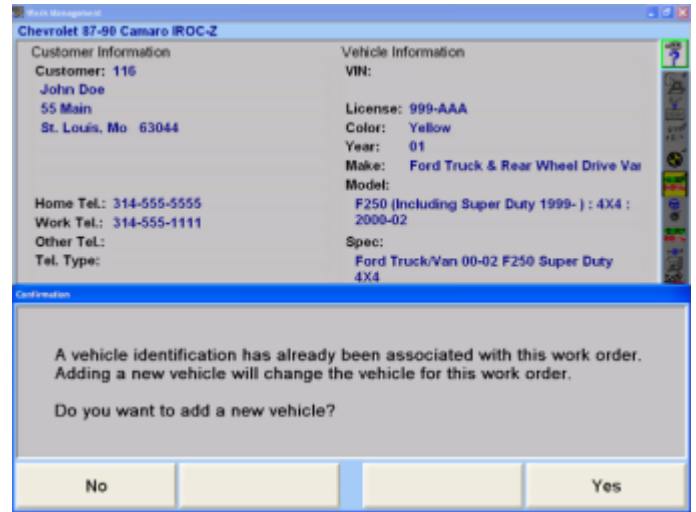 Work Management
Chevrolet 87-90 Camaro IROC-Z
Customer Information
Customer: 116
John Doe
55 Main
St. Louis, Mo 63044
Home Tel.: 314-555-5555
Work Tel.: 314-555-1111
Other Tel.:
Tel. Type:
Vehicle Information
VIN:
License: 999-AAA
Color: Yellow
Year: 01
Make: Ford Truck & Rear Wheel Drive Van
Model:
F250 (Including Super Duty 1999- ) : 4X4 :
2000-02
Spec:
Ford Truck/Van 00-02 F250 Super Duty
4X4
Confirmation
A vehicle identification has already been associated with this work order.
Adding a new vehicle will change the vehicle for this work order.
Do you want to add a new vehicle?
No
Yes